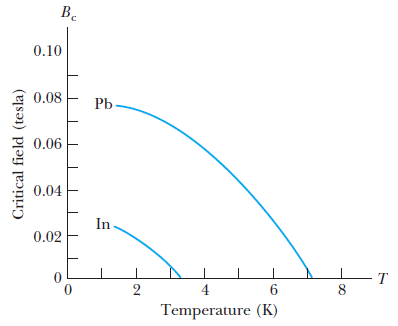 B_c
0.10
0.08
Pb
0.06
0.04
In
0.02
0
0 2 4 6 8 T
Critical field (tesla)
Temperature (K)